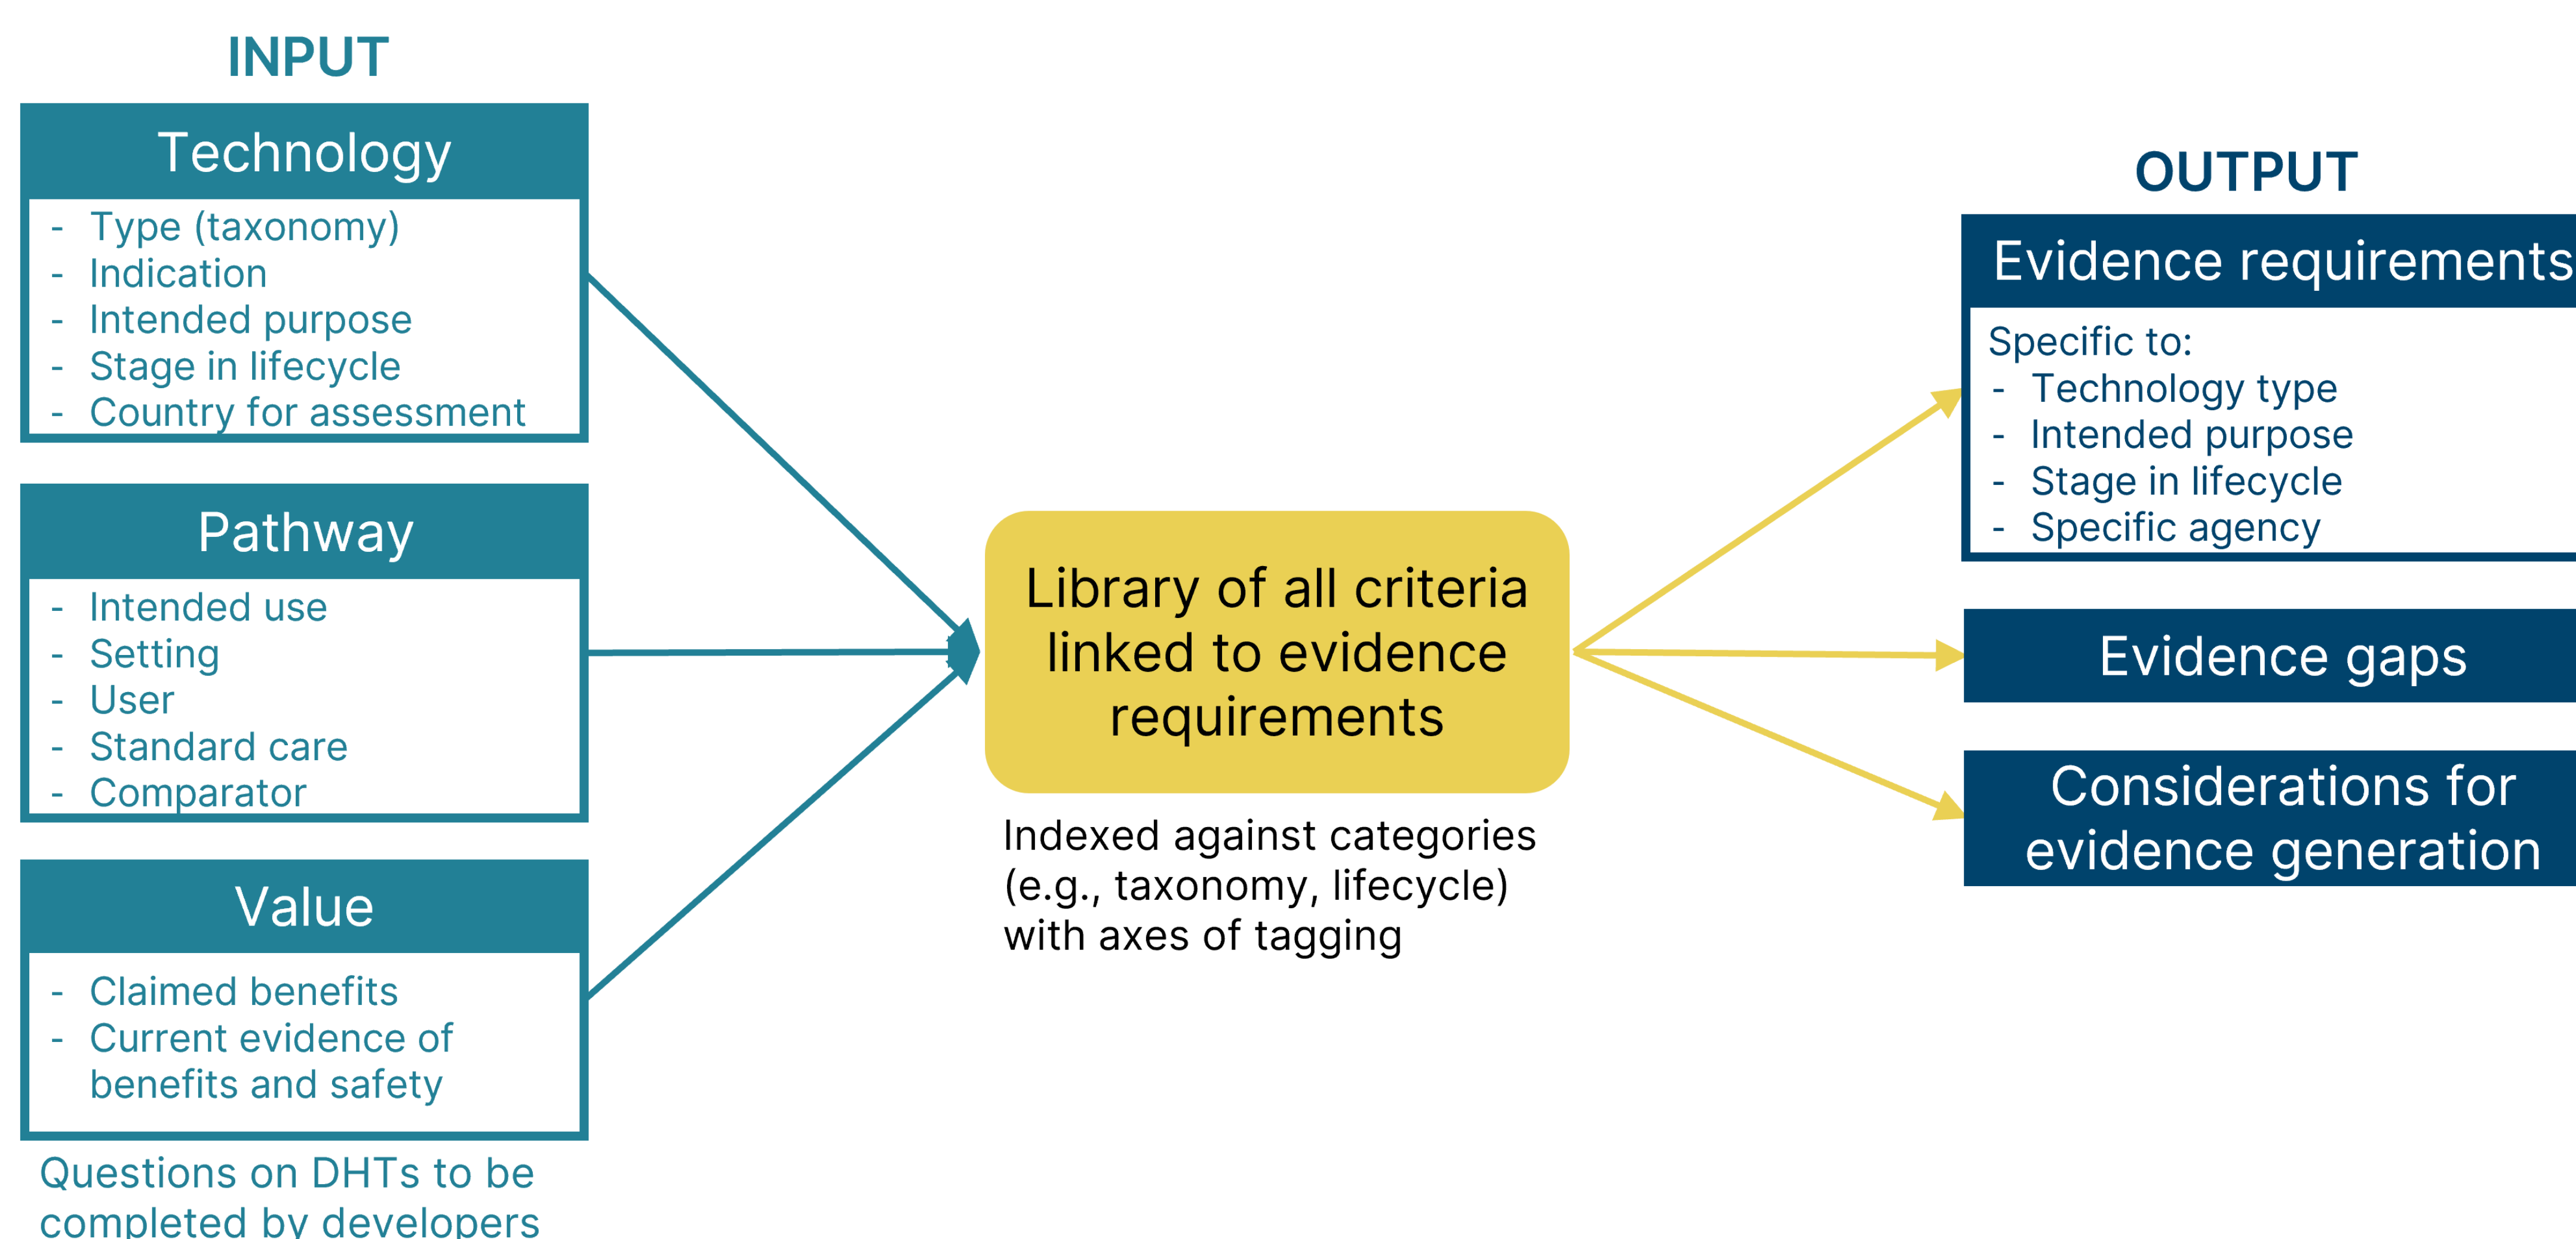 INPUT
Technology
- Type (taxonomy)
- Indication
- Intended purpose
- Stage in lifecycle
- Country for assessment
Pathway
- Intended use
- Setting
- User
- Standard care
- Comparator
Value
- Claimed benefits
- Current evidence of
benefits and safety
Questions on DHTs to be
completed by developers
Library of all criteria
linked to evidence
requirements
Indexed against categories
(e.g., taxonomy, lifecycle)
with axes of tagging
OUTPUT
Evidence requirements
Specific to:
- Technology type
- Intended purpose
- Stage in lifecycle
- Specific agency
Evidence gaps
Considerations for
evidence generation